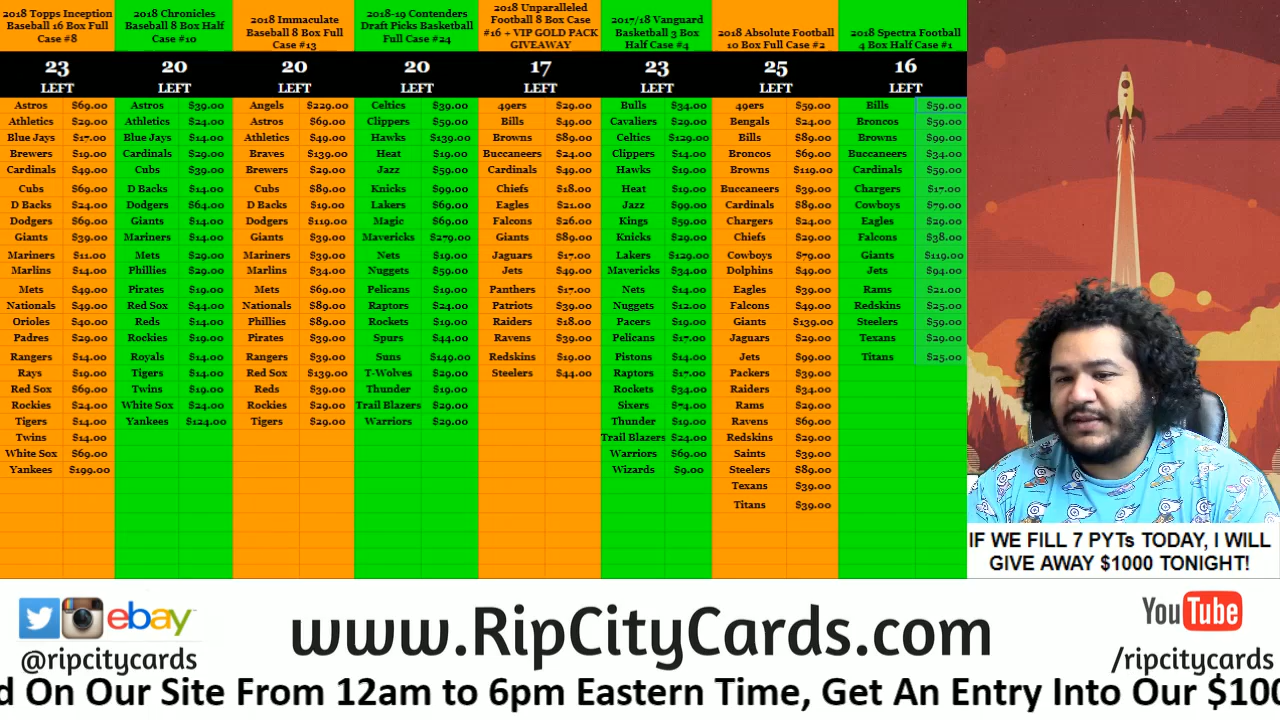 2018 Topps Inception
Baseball 16 Box Full
Case #8
23
LEFT
Astros $69.00
Athletics $29.00
Blue Jays $17.00
Brewers $19.00
Cardinals $49.00
Cubs $69.00
D Backs $24.00
Dodgers $69.00
Giants $39.00
Mariners $11.00
Marlins $14.00
Mets $49.00
Nationals $49.00
Orioles $40.00
Padres $29.00
Rangers $14.00
Rays $19.00
Red Sox $69.00
Rockies $24.00
Tigers $14.00
Twins $14.00
White Sox $69.00
Yankees $199.00
2018 Chronicles
Baseball 8 Box Half
Case #10
20
LEFT
Astros $39.00
Athletics $24.00
Blue Jays $14.00
Cardinals $29.00
Cubs $39.00
D Backs $14.00
Dodgers $64.00
Giants $14.00
Mariners $14.00
Mets $29.00
Phillies $29.00
Pirates $19.00
Red Sox $44.00
Reds $14.00
Rockies $19.00
Royals $14.00
Tigers $14.00
Twins $19.00
White Sox $24.00
Yankees $124.00
2018 Immaculate
Baseball 8 Box Full
Case #13
20
LEFT
Angels $229.00
Astros $69.00
Athletics $49.00
Braves $139.00
Brewers $29.00
Cubs $89.00
D Backs $19.00
Dodgers $119.00
Giants $39.00
Mariners $39.00
Marlins $34.00
Mets $69.00
Nationals $89.00
Phillies $89.00
Pirates $39.00
Rangers $39.00
Red Sox $139.00
Reds $39.00
Rockies $29.00
Tigers $29.00
2018-19 Contenders
Draft Picks Basketball
Full Case #24
20
LEFT
Celtics $39.00
Clippers $59.00
Hawks $139.00
Heat $19.00
Jazz $59.00
Knicks $99.00
Lakers $69.00
Magic $69.00
Mavericks $279.00
Nets $19.00
Nuggets $59.00
Pelicans $19.00
Raptors $24.00
Rockets $19.00
Spurs $44.00
Suns $149.00
T-Wolves $29.00
Thunder $19.00
Trail Blazers $29.00
Warriors $29.00
2018 Unparalleled
Football 8 Box Case
#16 + VIP GOLD PACK
GIVEAWAY
17
LEFT
49ers $29.00
Bills $49.00
Browns $89.00
Buccaneers $24.00
Cardinals $49.00
Chiefs $18.00
Eagles $21.00
Falcons $26.00
Giants $89.00
Jaguars $17.00
Jets $49.00
Panthers $17.00
Patriots $39.00
Raiders $18.00
Ravens $39.00
Redskins $19.00
Steelers $44.00
2017/18 Vanguard
Basketball 3 Box
Half Case #4
23
LEFT
Bulls $34.00
Cavaliers $29.00
Celtics $129.00
Clippers $14.00
Hawks $19.00
Heat $19.00
Jazz $99.00
Kings $59.00
Knicks $29.00
Lakers $129.00
Mavericks $34.00
Nets $14.00
Nuggets $12.00
Pacers $19.00
Pelicans $17.00
Pistons $14.00
Raptors $17.00
Rockets $34.00
Sixers $74.00
Thunder $19.00
Trail Blazers $24.00
Warriors $69.00
Wizards $9.00
2018 Absolute Football
10 Box Full Case #2
25
LEFT
49ers $59.00
Bengals $24.00
Bills $89.00
Broncos $69.00
Browns $119.00
Buccaneers $39.00
Cardinals $89.00
Chargers $24.00
Chiefs $29.00
Cowboys $79.00
Dolphins $49.00
Eagles $39.00
Falcons $49.00
Giants $139.00
Jaguars $29.00
Jets $99.00
Packers $39.00
Raiders $34.00
Rams $29.00
Ravens $69.00
Redskins $29.00
Saints $39.00
Steelers $89.00
Texans $39.00
Titans $39.00
2018 Spectra Football
4 Box Half Case #1
16
LEFT
Bills $59.00
Broncos $59.00
Browns $99.00
Buccaneers $34.00
Cardinals $59.00
Chargers $17.00
Cowboys $79.00
Eagles $29.00
Falcons $38.00
Giants $119.00
Jets $94.00
Rams $21.00
Redskins $25.00
Steelers $59.00
Texans $29.00
Titans $25.00
IF WE FILL 7 PYTs TODAY, I WILL
GIVE AWAY $1000 TONIGHT!
ebay
@ripcitycards
www.RipCityCards.com
YouTube
/ripcitycards
d On Our Site From 12am to 6pm Eastern Time, Get An Entry Into Our $100